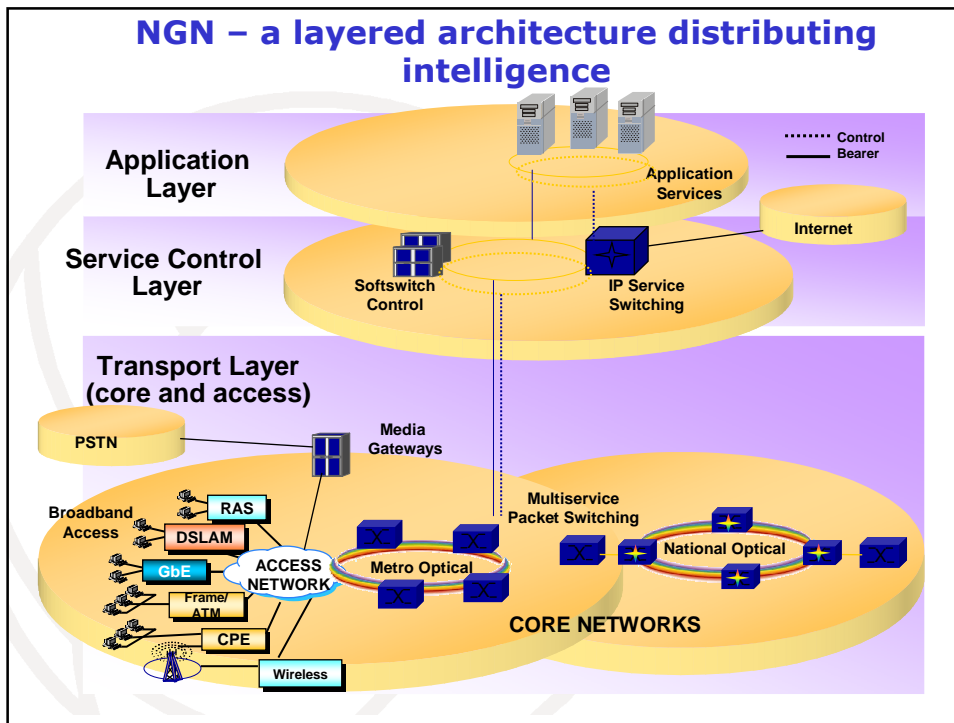 NGN – a layered architecture distributing
intelligence
Control
Bearer
Application
Layer
Application
Services
Internet
Service Control
Layer
Softswitch
Control
IP Service
Switching
Transport Layer
(core and access)
PSTN
Media
Gateways
Broadband
Access
RAS
DSLAM
GbE
Frame/
ATM
CPE
Wireless
ACCESS
NETWORK
Metro Optical
Multiservice
Packet Switching
National Optical
CORE NETWORKS